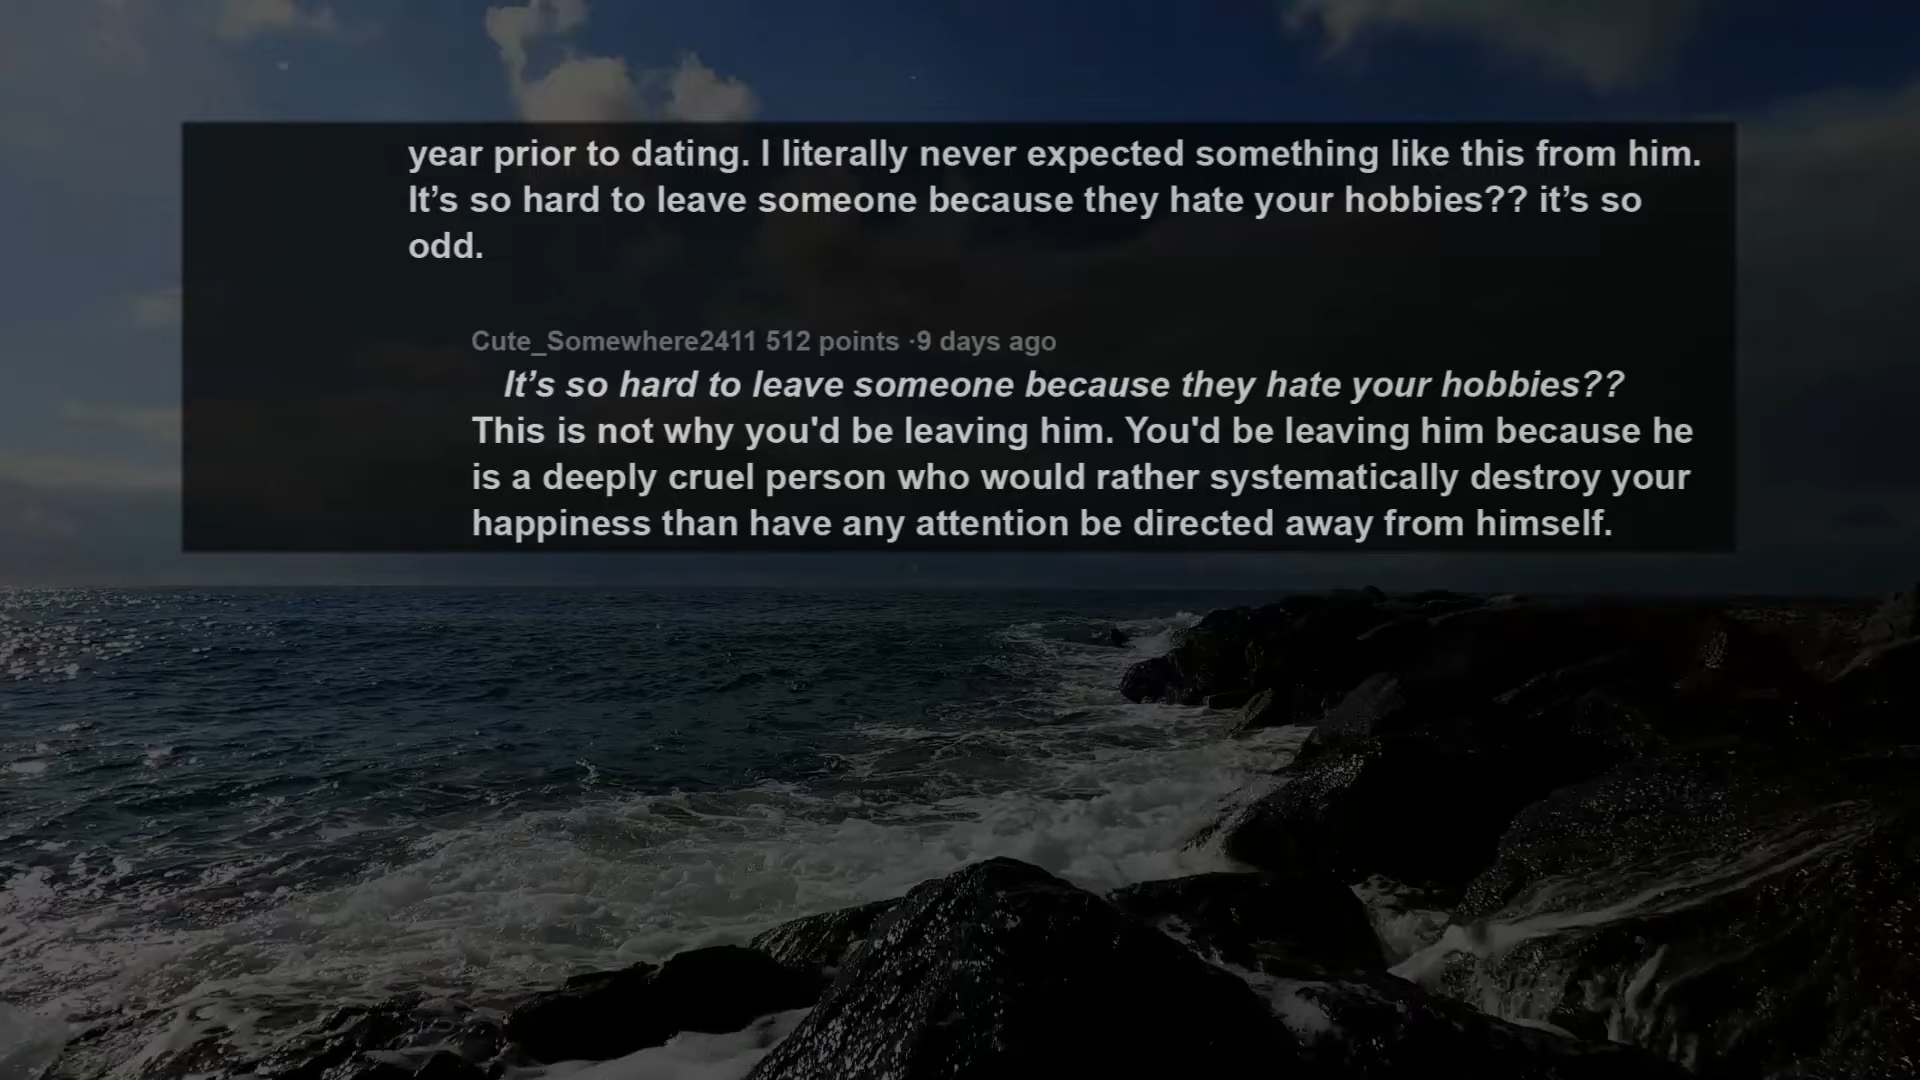 year prior to dating. I literally never expected something like this from him.
It’s so hard to leave someone because they hate your hobbies?? it’s so
odd.
Cute_Somewhere2411 512 points ·9 days ago
It’s so hard to leave someone because they hate your hobbies??
This is not why you'd be leaving him. You'd be leaving him because he
is a deeply cruel person who would rather systematically destroy your
happiness than have any attention be directed away from himself.